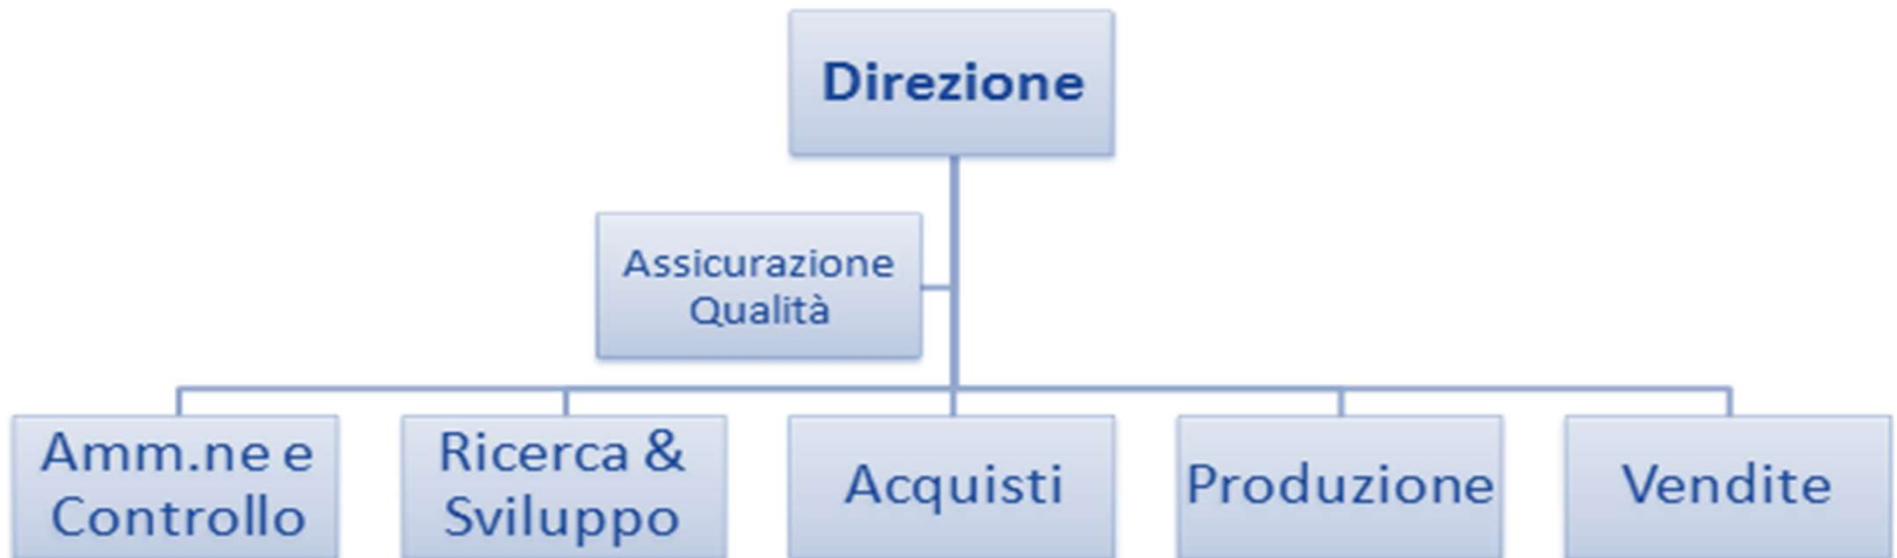 Direzione
Assicurazione
Qualità
Amm.ne e
Controllo
Ricerca &
Sviluppo
Acquisti
Produzione
Vendite